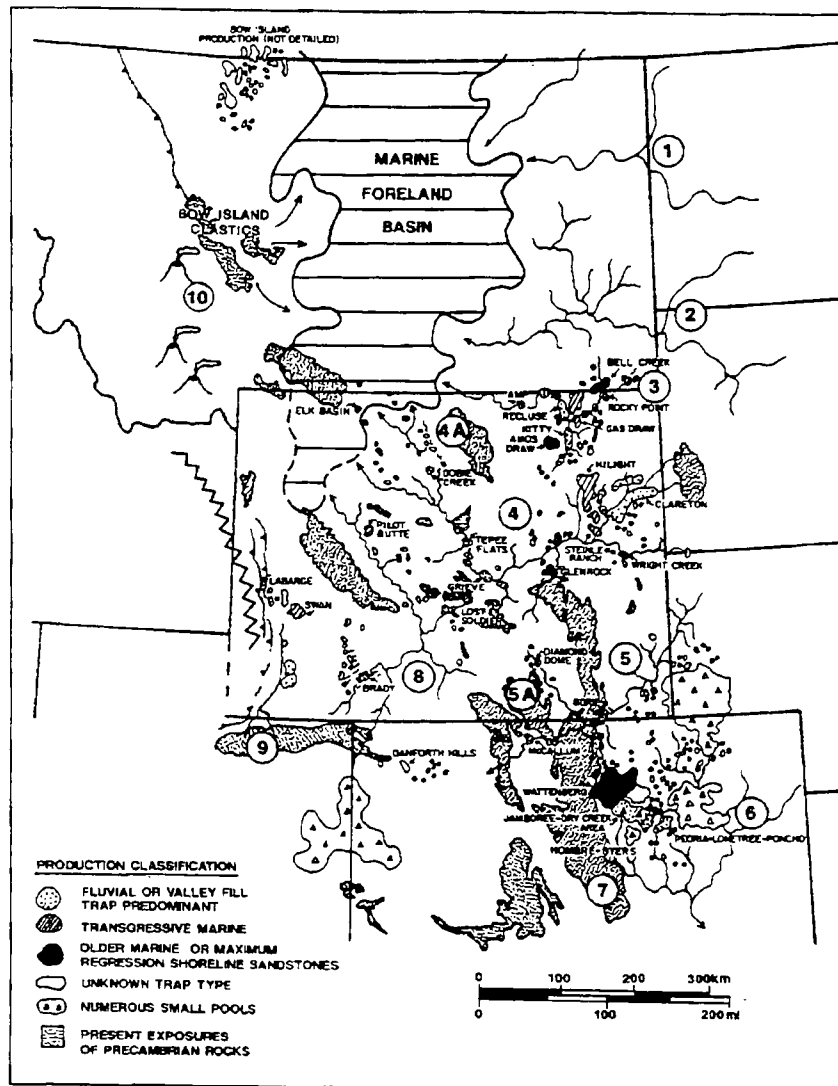 BOW ISLAND
PRODUCTION (NOT DETAILED)
MARINE
FORELAND
BASIN
BOW ISLAND
CLASTICS
1
10
2
BELL CREEK
3
ROCKY POINT
RECLUSE
GAS DRAW
KITTY
AMOS
DRAW
ELK BASIN
4A
DOBIE
CREEK
HILIGHT
CLARETON
4
PILOT
BUTTE
TEPEE
FLATS
STEINLE
RANCH
WRIGHT CREEK
GLENROCK
GRIEVE
LABARGE
SWAN
LOST
SOLDIER
DIAMOND
DOME
5
8
BRADY
5A
9
DANFORTH HILLS
McCALLUM
WATTENBERG
JAMBOREE-DRY CREEK
AREA
6
PEORIA-LONETREE-PONCHO
BYERS
7
PRODUCTION CLASSIFICATION
FLUVIAL OR VALLEY FILL
TRAP PREDOMINANT
TRANSGRESSIVE MARINE
OLDER MARINE OR MAXIMUM
REGRESSION SHORELINE SANDSTONES
UNKNOWN TRAP TYPE
NUMEROUS SMALL POOLS
PRESENT EXPOSURES
OF PRECAMBRIAN ROCKS
0 100 200 300km
0 100 200 mi